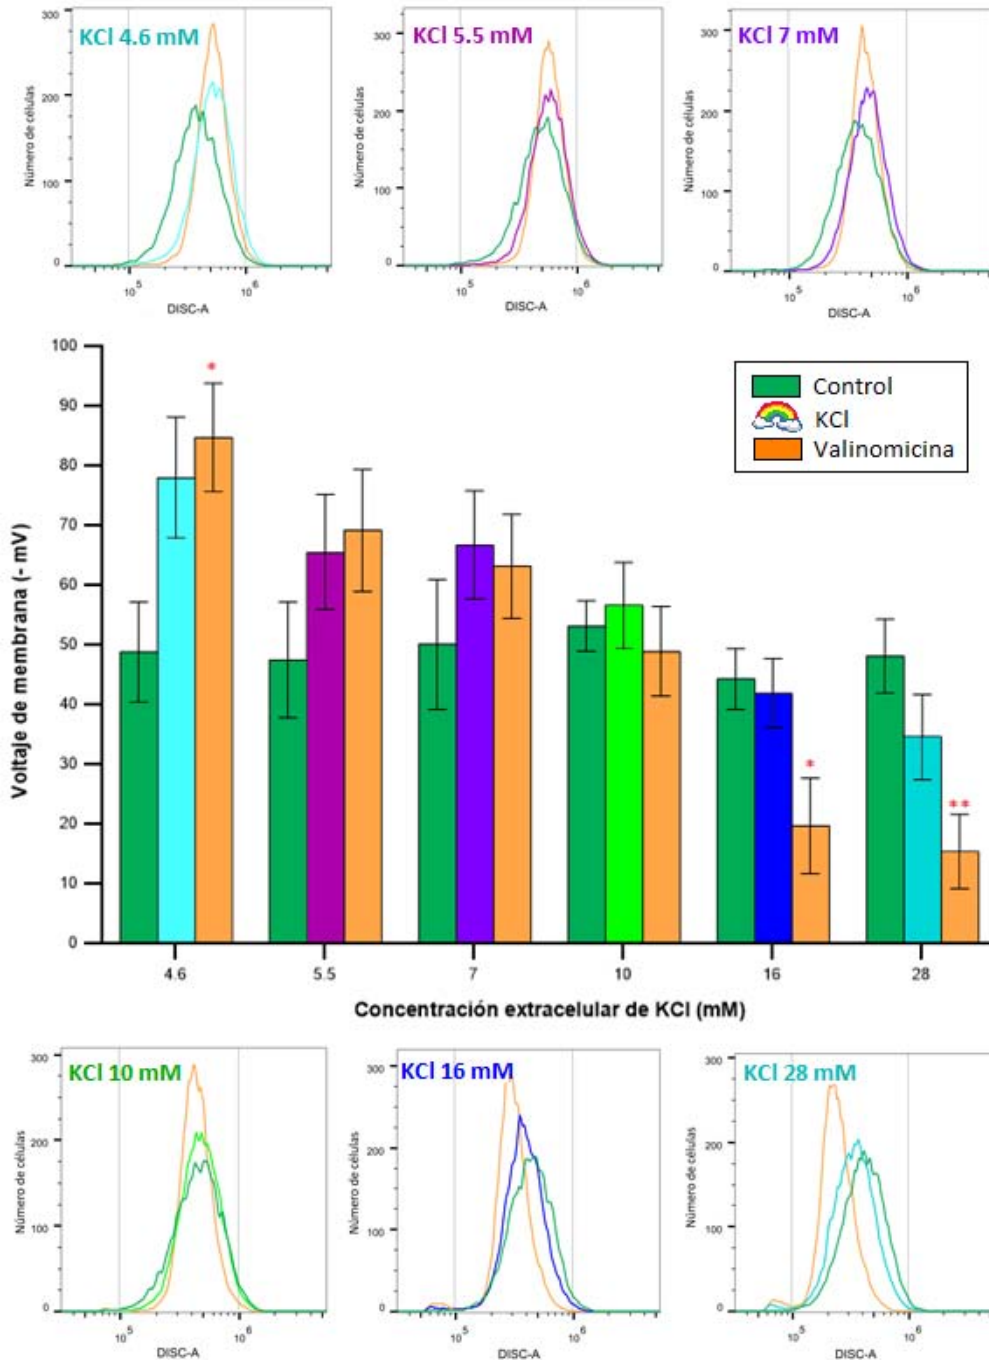 KCl 4.6 mM
300
200
100
0
Número de células
10^5
10^6
DISC-A
KCl 5.5 mM
300
200
100
0
Número de células
10^5
10^6
DISC-A
KCl 7 mM
300
200
100
0
Número de células
10^5
10^6
DISC-A
100
90
80
70
60
50
40
30
20
10
0
Voltaje de membrana (- mV)
*
*
**
Control
KCl
Valinomicina
4.6
5.5
7
10
16
28
Concentración extracelular de KCl (mM)
KCl 10 mM
300
200
100
0
Número de células
10^5
10^6
DISC-A
KCl 16 mM
300
200
100
0
Número de células
10^5
10^6
DISC-A
KCl 28 mM
300
200
100
0
Número de células
10^5
10^6
DISC-A